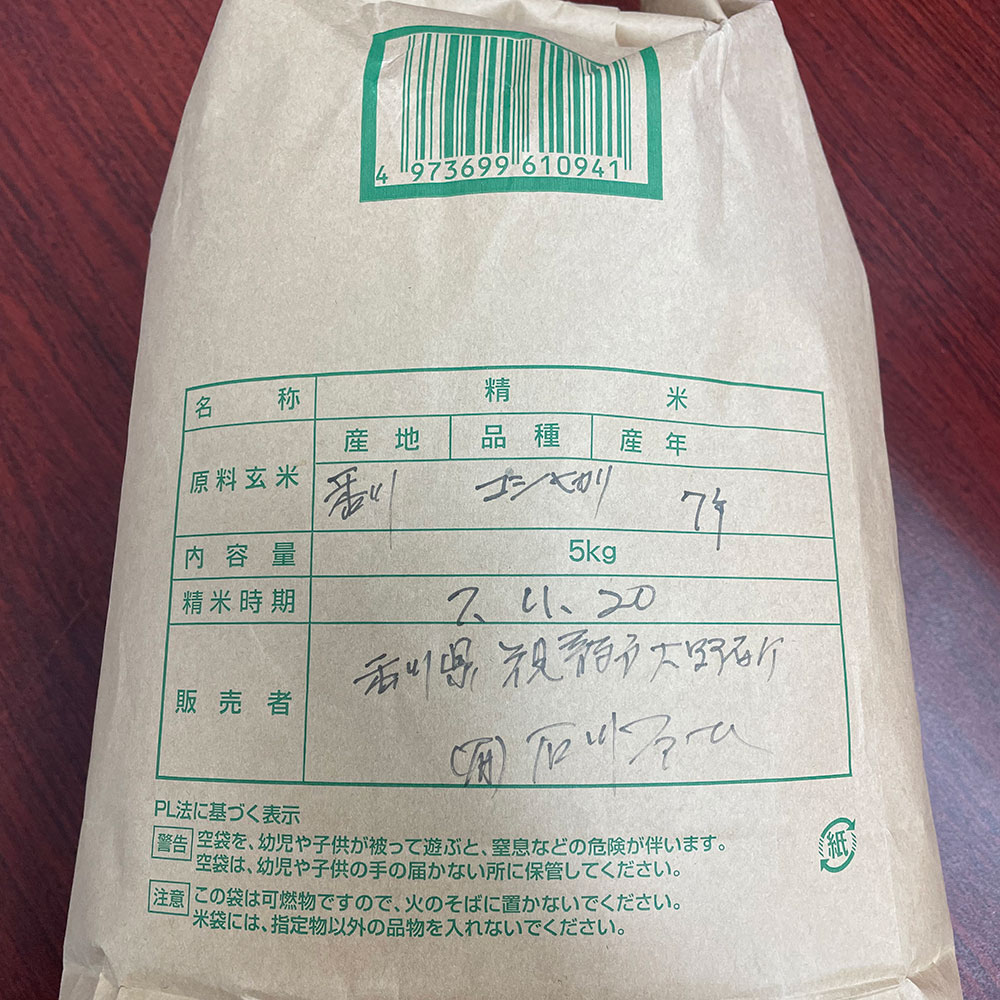 4 973699 610941
名称 精米
原料玄米 産地 品種 産年
香川 コシヒカリ 7年
内容量 5kg
精米時期 7.11.20
販売者 香川県 観音寺市大野原町
(有)石川ファーム
PL法に基づく表示
警告 空袋を、幼児や子供が被って遊ぶと、窒息などの危険が伴います。
空袋は、幼児や子供の手の届かない所に保管してください。
注意 この袋は可燃物ですので、火のそばに置かないでください。
米袋には、指定物以外の品物を入れないでください。
紙